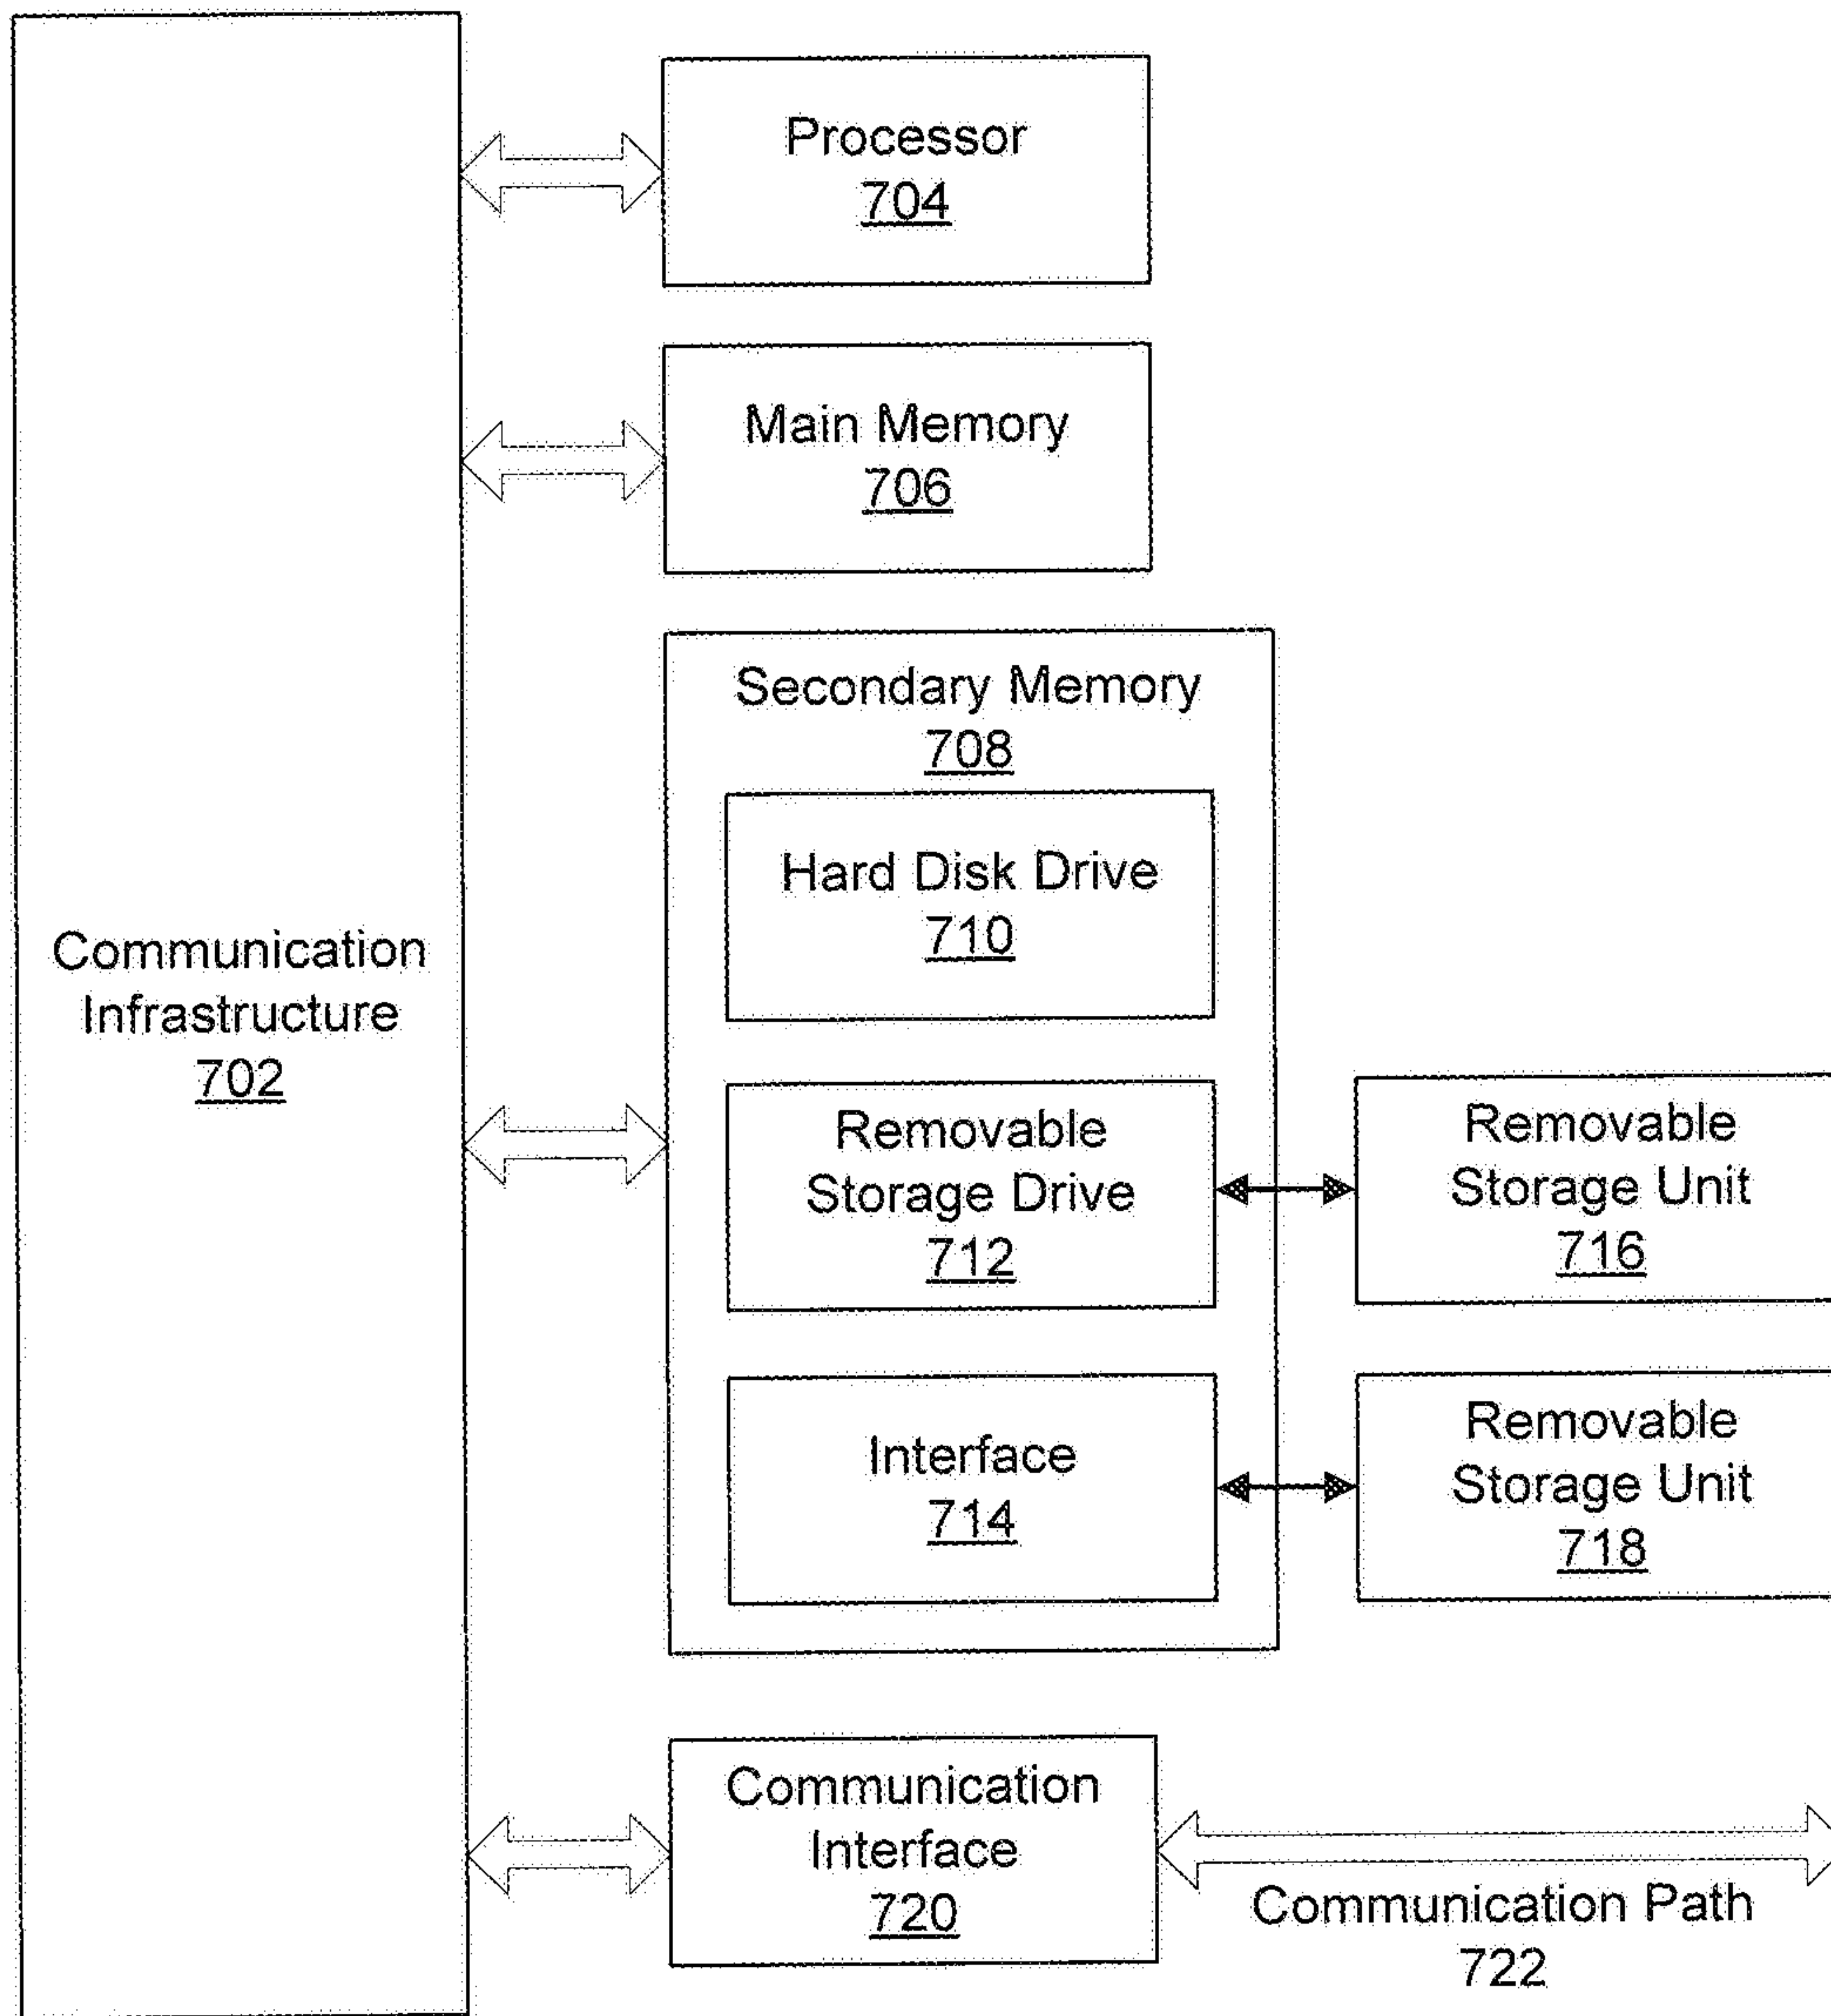 Processor
704
Main Memory
706
Secondary Memory
708
Hard Disk Drive
710
Communication
Infrastructure
702
Removable
Storage Drive
712
Removable
Storage Unit
716
Interface
714
Removable
Storage Unit
718
Communication
Interface
720
Communication Path
722